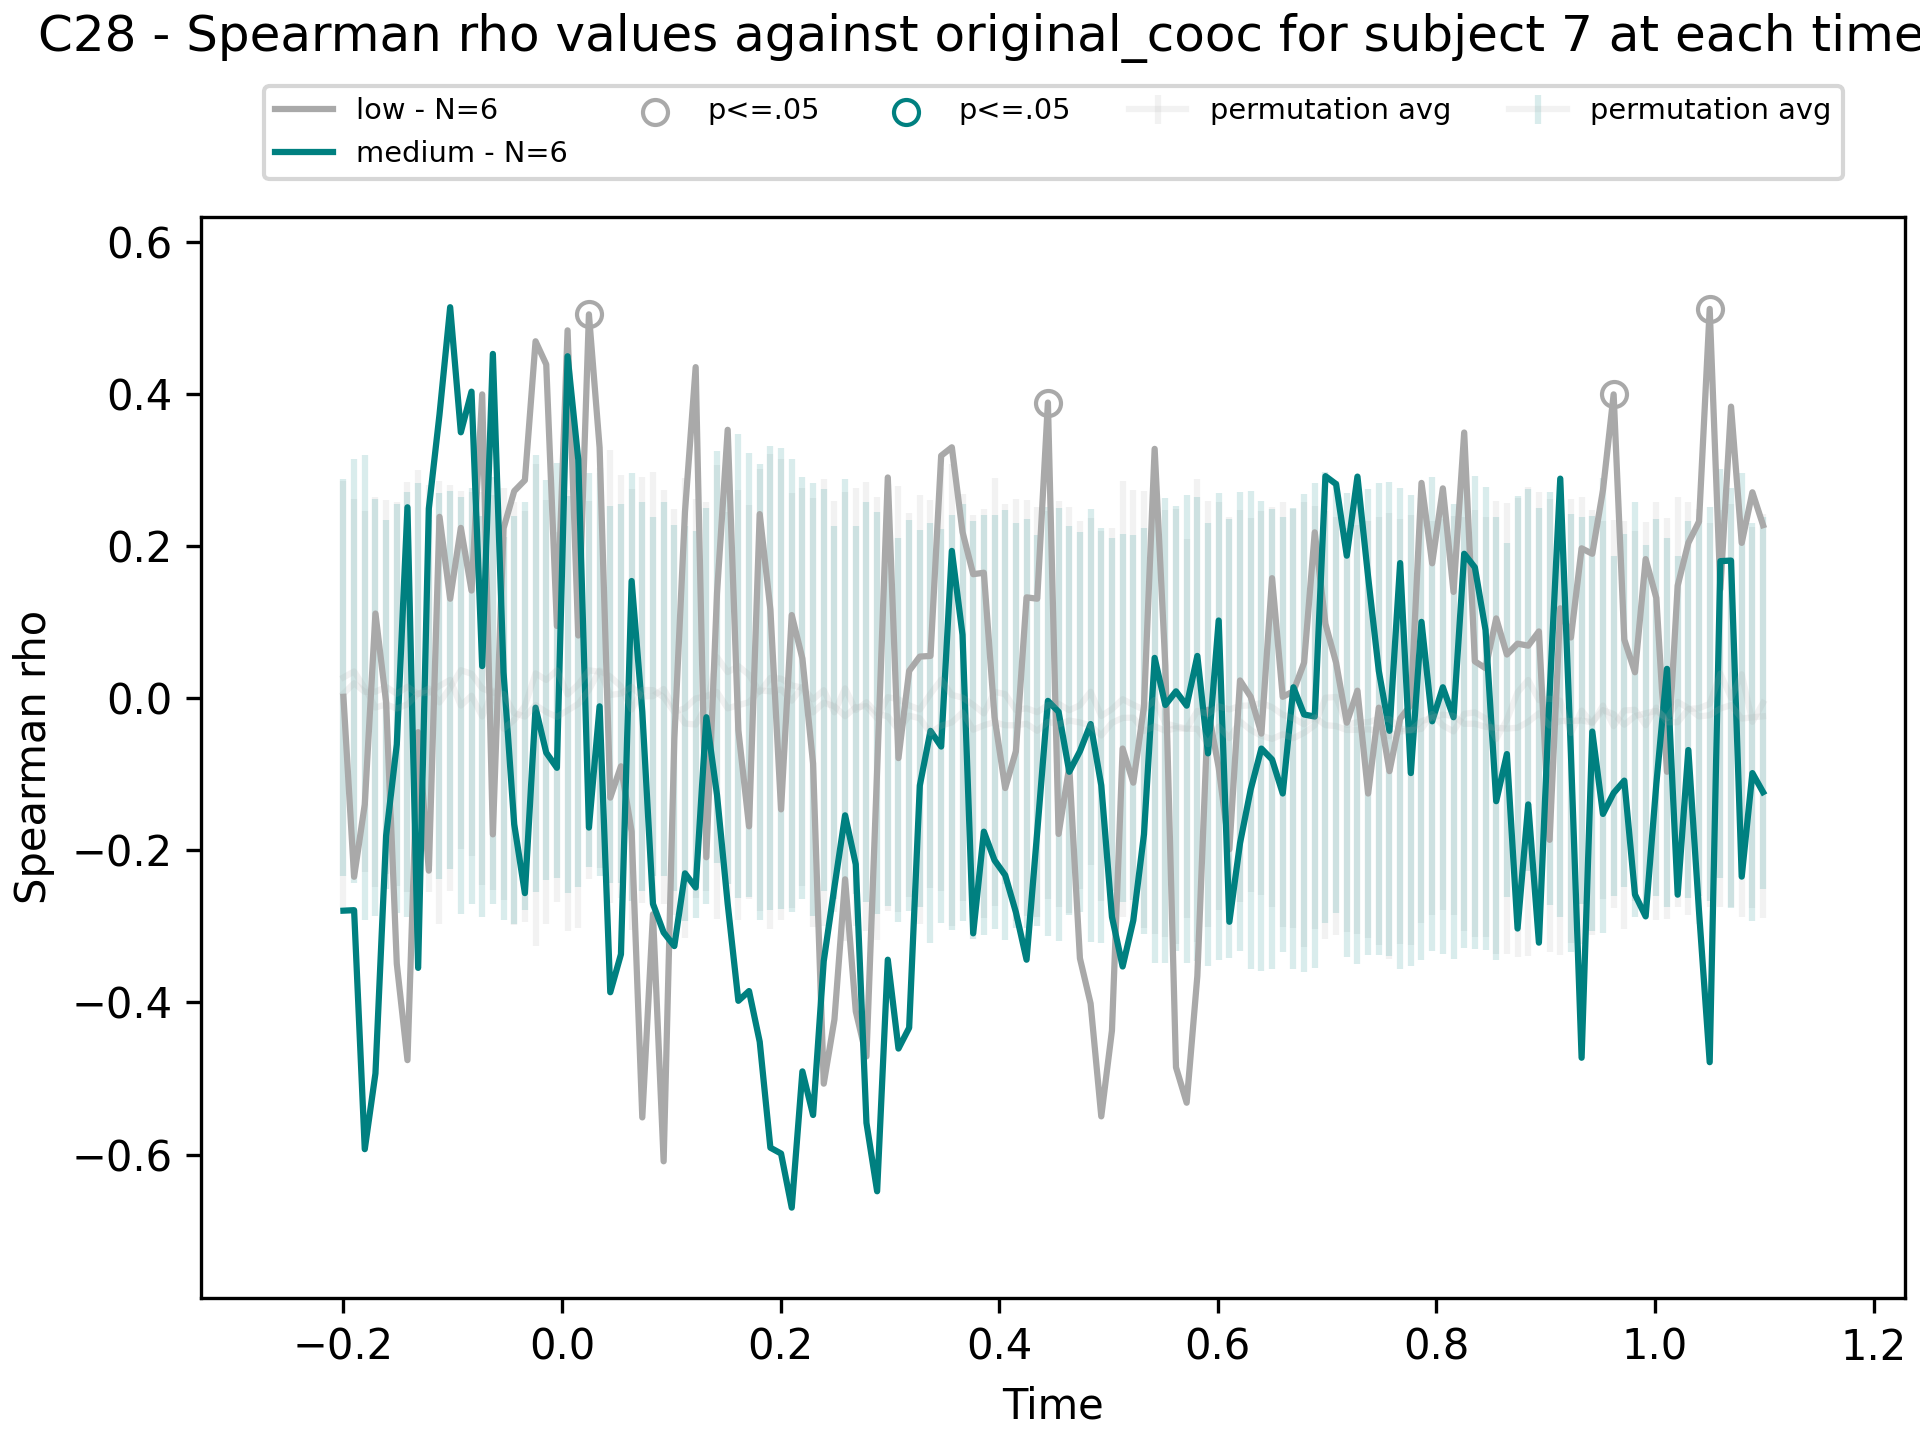 C28 - Spearman rho values against original_cooc for subject 7 at each time
low - N=6
medium - N=6
p<=.05
p<=.05
permutation avg
permutation avg
Spearman rho
0.6
0.4
0.2
0.0
−0.2
−0.4
−0.6
−0.2 0.0 0.2 0.4 0.6 0.8 1.0 1.2
Time